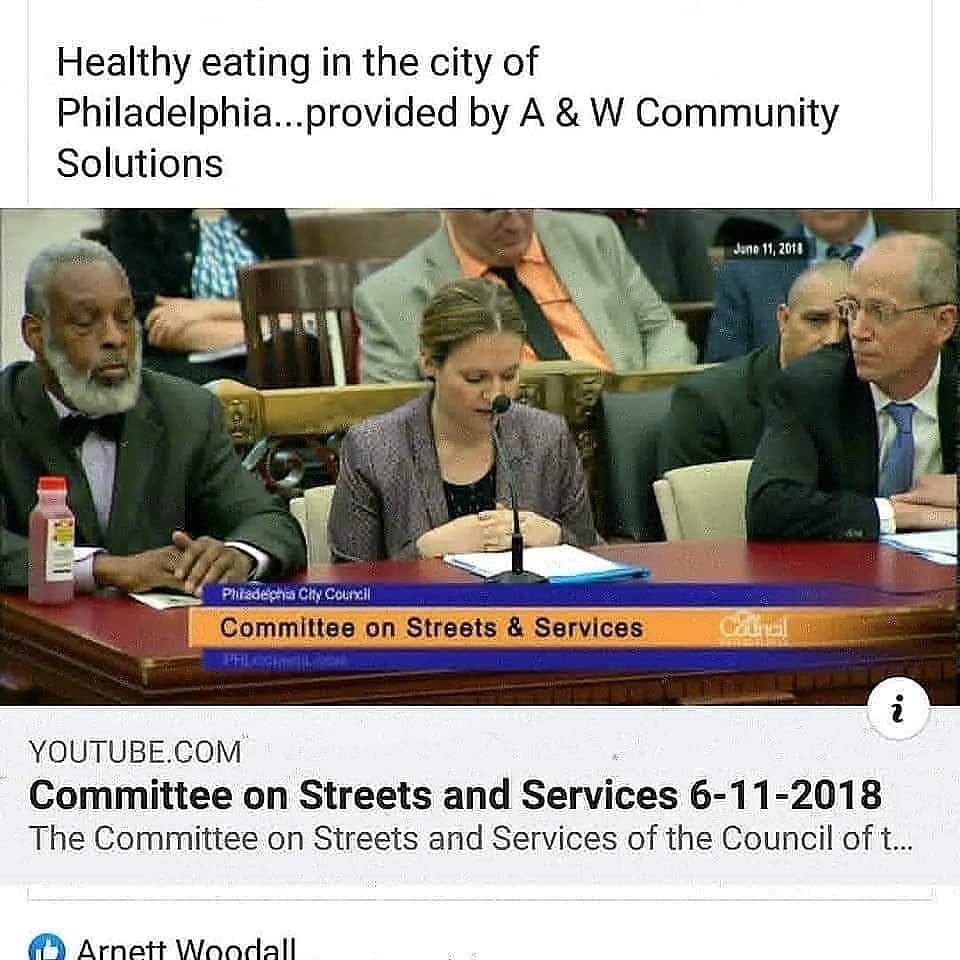 Healthy eating in the city of
Philadelphia...provided by A & W Community
Solutions
June 11, 2018
Philadelphia City Council
Committee on Streets & Services
Council
YOUTUBE.COM
Committee on Streets and Services 6-11-2018
The Committee on Streets and Services of the Council of t...
Arnett Woodall